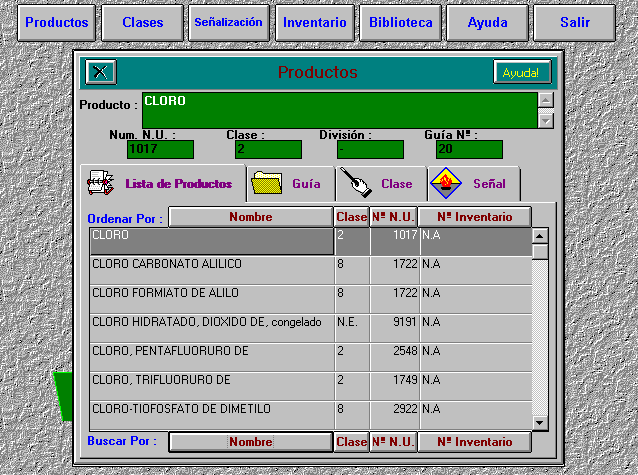 Productos Clases Señalización Inventario Biblioteca Ayuda Salir
Productos Ayuda!
Producto : CLORO
Num. N.U. : Clase : División : Guía Nº :
1017 2 - 20
Lista de Productos Guía Clase Señal
Ordenar Por : Nombre Clase Nº N.U. Nº Inventario
CLORO 2 1017 N.A
CLORO CARBONATO ALILICO 8 1722 N.A
CLORO FORMIATO DE ALILO 8 1722 N.A
CLORO HIDRATADO, DIOXIDO DE, congelado N.E. 9191 N.A
CLORO, PENTAFLUORURO DE 2 2548 N.A
CLORO, TRIFLUORURO DE 2 1749 N.A
CLORO-TIOFOSFATO DE DIMETILO 8 2922 N.A
Buscar Por : Nombre Clase Nº N.U. Nº Inventario